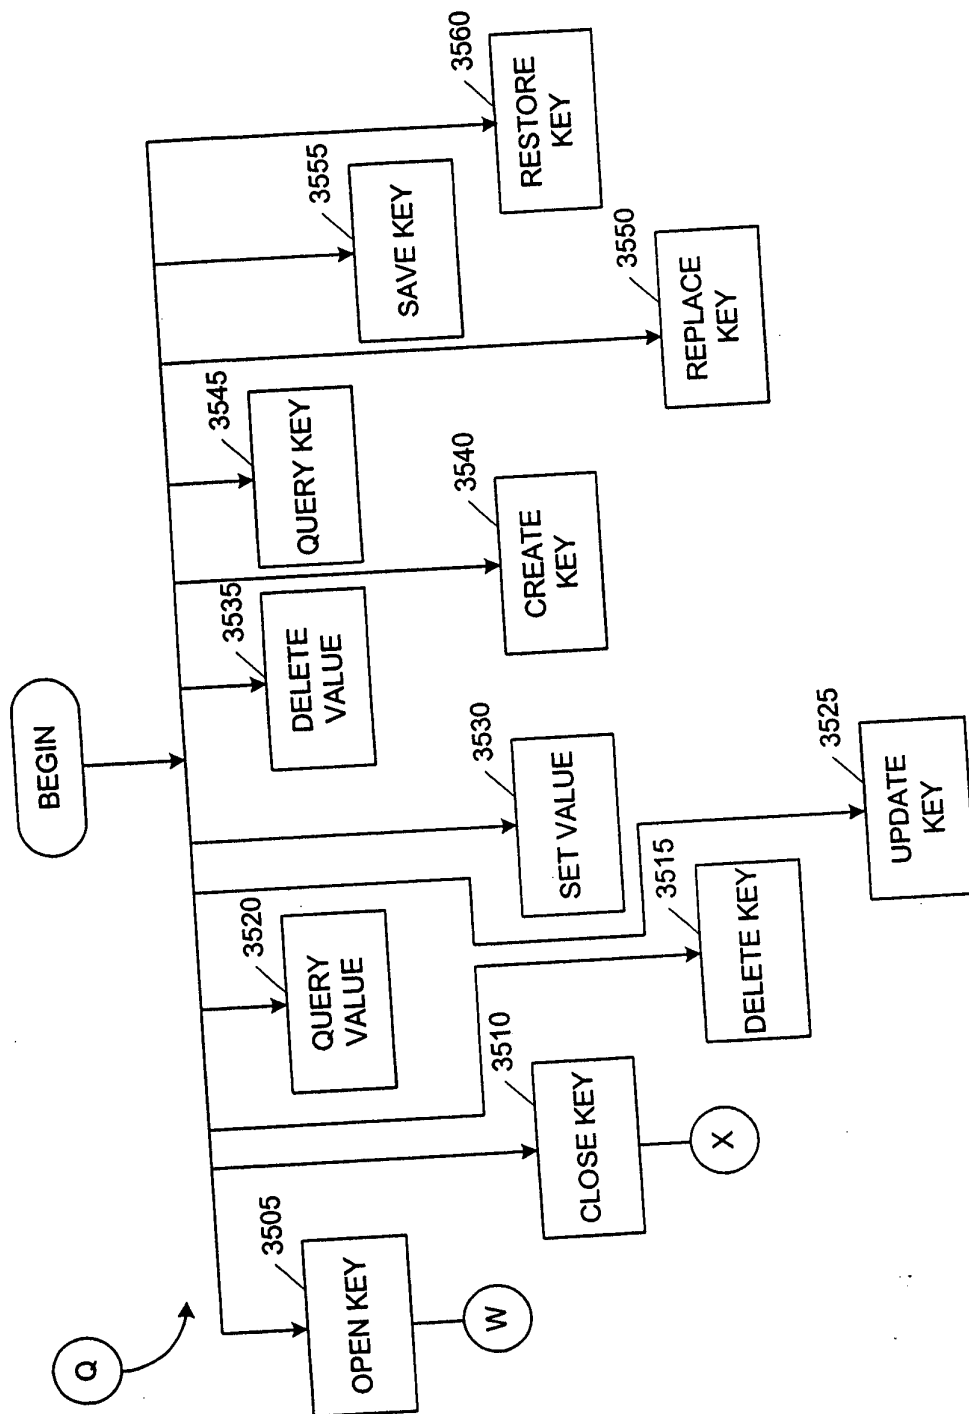 Q
BEGIN
3505
OPEN KEY
W
3510
CLOSE KEY
X
3515
DELETE KEY
3520
QUERY
VALUE
3525
UPDATE
KEY
3530
SET VALUE
3535
DELETE
VALUE
3540
CREATE
KEY
3545
QUERY KEY
3550
REPLACE
KEY
3555
SAVE KEY
3560
RESTORE
KEY